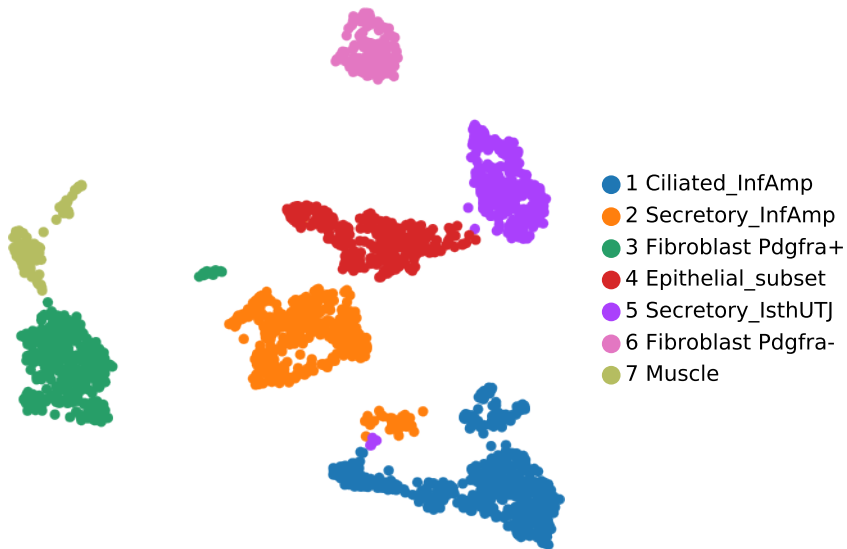 1 Ciliated_InfAmp
2 Secretory_InfAmp
3 Fibroblast Pdgfra+
4 Epithelial_subset
5 Secretory_IsthUTJ
6 Fibroblast Pdgfra-
7 Muscle